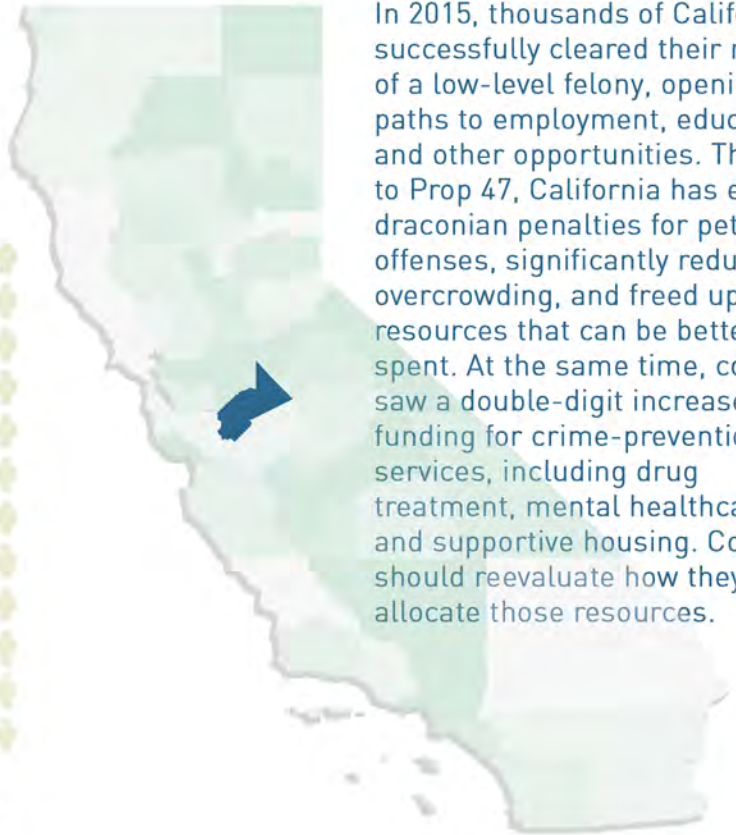 In 2015, thousands of Calif
successfully cleared their r
of a low-level felony, openi
paths to employment, educ
and other opportunities. Th
to Prop 47, California has e
draconian penalties for pet
offenses, significantly redu
overcrowding, and freed up
resources that can be bette
spent. At the same time, co
saw a double-digit increase
funding for crime-preventio
services, including drug
treatment, mental healthca
and supportive housing. Co
should reevaluate how they
allocate those resources.